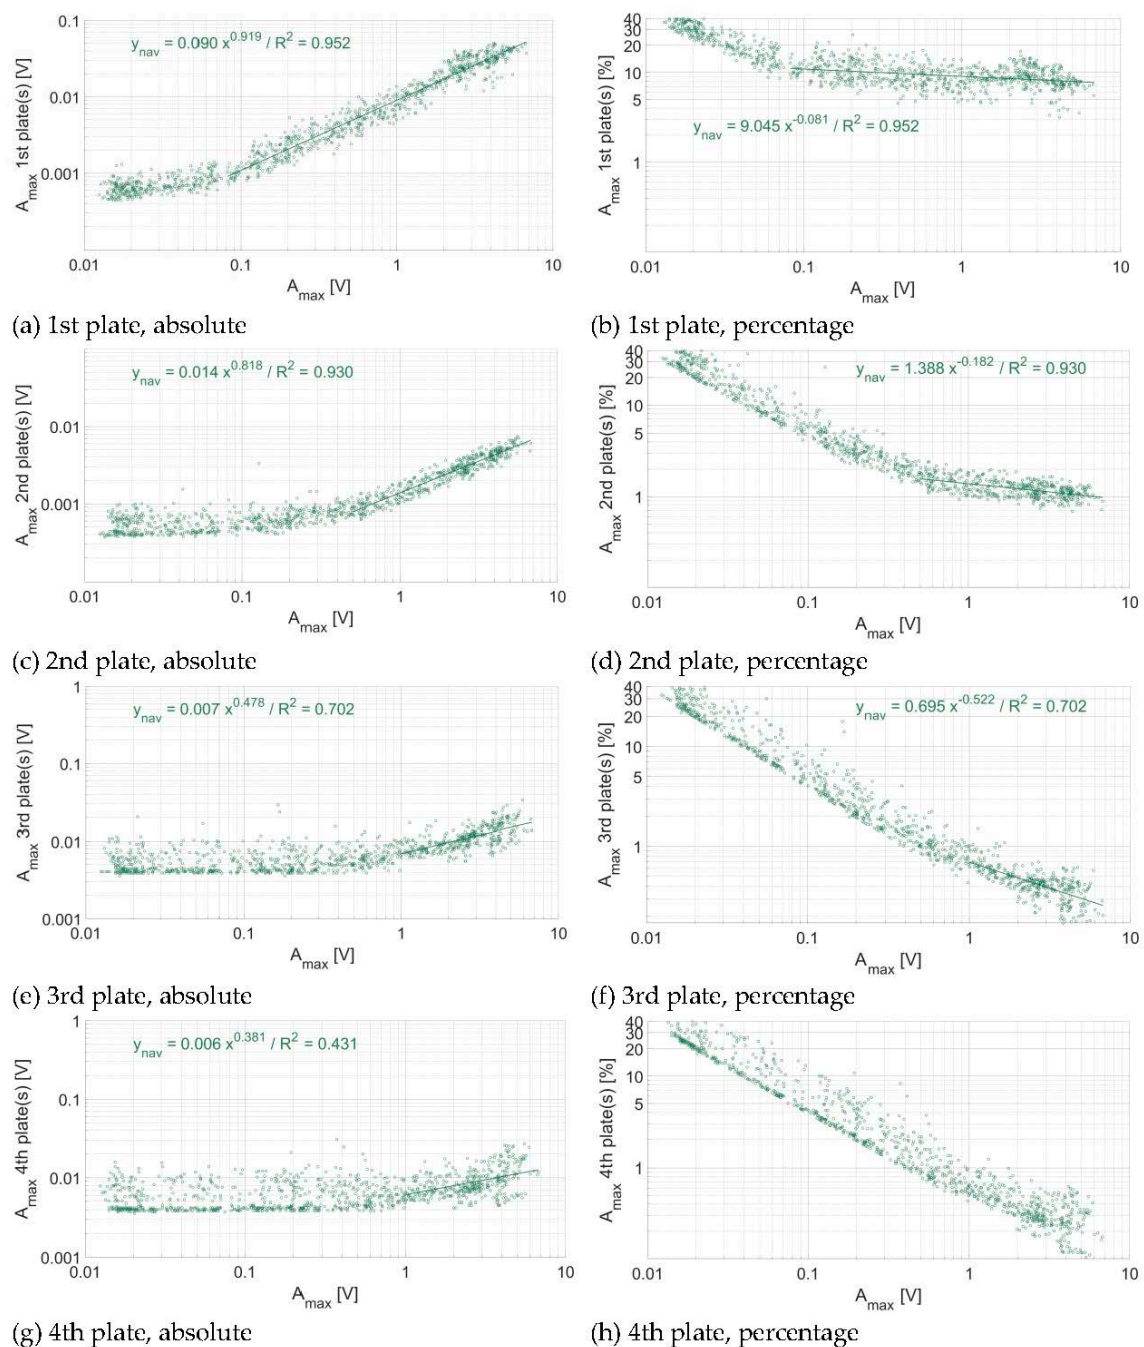 0.1
y_nav = 0.090 x^0.919 / R^2 = 0.952
0.01
0.001
A_max 1st plate(s) [V]
0.01 0.1 1 10
A_max [V]
(a) 1st plate, absolute
40
30
20
10
5
1
y_nav = 9.045 x^-0.081 / R^2 = 0.952
A_max 1st plate(s) [%]
0.01 0.1 1 10
A_max [V]
(b) 1st plate, percentage
y_nav = 0.014 x^0.818 / R^2 = 0.930
0.01
0.001
A_max 2nd plate(s) [V]
0.01 0.1 1 10
A_max [V]
(c) 2nd plate, absolute
40
30
20
10
5
1
y_nav = 1.388 x^-0.182 / R^2 = 0.930
A_max 2nd plate(s) [%]
0.01 0.1 1 10
A_max [V]
(d) 2nd plate, percentage
1
y_nav = 0.007 x^0.478 / R^2 = 0.702
0.1
0.01
0.001
A_max 3rd plate(s) [V]
0.01 0.1 1 10
A_max [V]
(e) 3rd plate, absolute
40
30
20
10
5
1
y_nav = 0.695 x^-0.522 / R^2 = 0.702
A_max 3rd plate(s) [%]
0.01 0.1 1 10
A_max [V]
(f) 3rd plate, percentage
1
y_nav = 0.006 x^0.381 / R^2 = 0.431
0.1
0.01
0.001
A_max 4th plate(s) [V]
0.01 0.1 1 10
A_max [V]
(g) 4th plate, absolute
40
30
20
10
5
1
A_max 4th plate(s) [%]
0.01 0.1 1 10
A_max [V]
(h) 4th plate, percentage